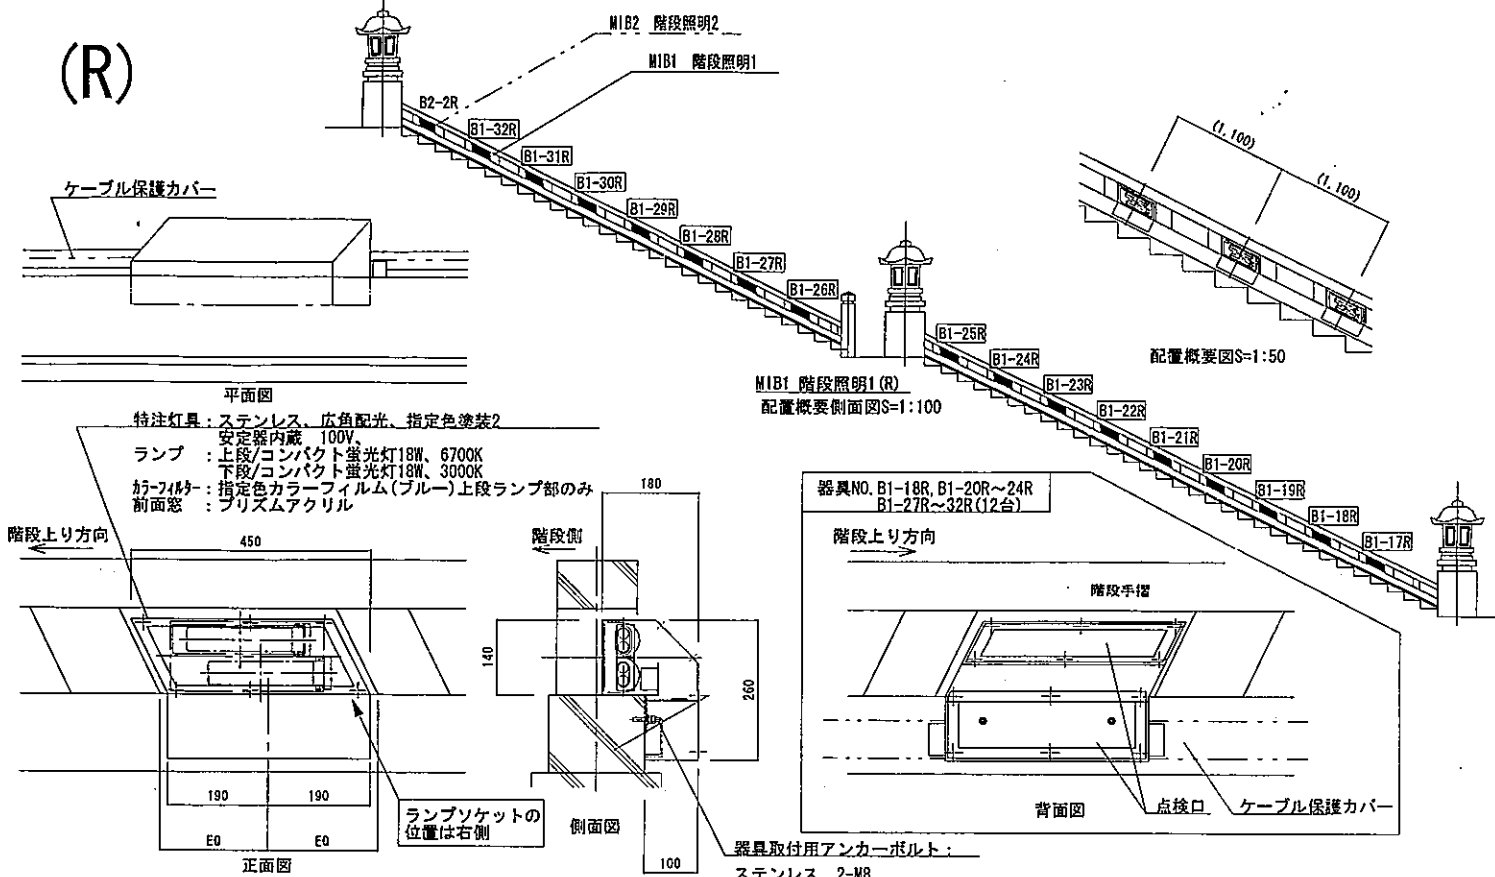 (R)
MIB2 階段照明2
MIB1 階段照明1
B2-2R
B1-32R
B1-31R
B1-30R
B1-29R
B1-28R
B1-27R
B1-26R
B1-25R
B1-24R
B1-23R
B1-22R
B1-21R
B1-20R
B1-19R
B1-18R
B1-17R
(1,100)
(1,100)
配置概要図S=1:50
MIB1 階段照明1(R)
配置概要側面図S=1:100
ケーブル保護カバー
平面図
特注灯具：ステンレス、広角配光、指定色塗装2
安定器内蔵 100V、
ランプ ：上段/コンパクト蛍光灯18W、6700K
下段/コンパクト蛍光灯18W、3000K
カラーフィルター：指定色カラーフィルム(ブルー)上段ランプ部のみ
前面窓 ：プリズムアクリル
階段上り方向
450
190
190
EQ
EQ
正面図
ランプソケットの
位置は右側
階段側
180
140
260
100
側面図
器具取付用アンカーボルト：
ステンレス 2-M8
器具NO. B1-18R, B1-20R～24R
B1-27R～32R(12台)
階段上り方向
階段手摺
背面図
点検口
ケーブル保護カバー